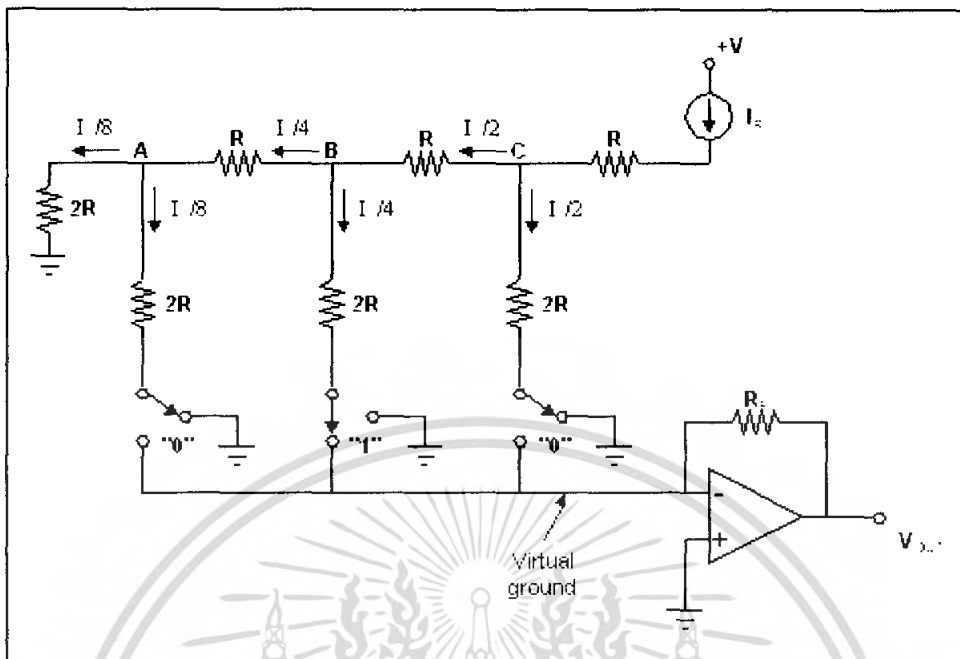 +V
I /8 A R I /4 B R I /2 C R
2R I /8 I /4 I /2
2R 2R 2R
"0" "1" "0"
R
-
+
Virtual
ground
V